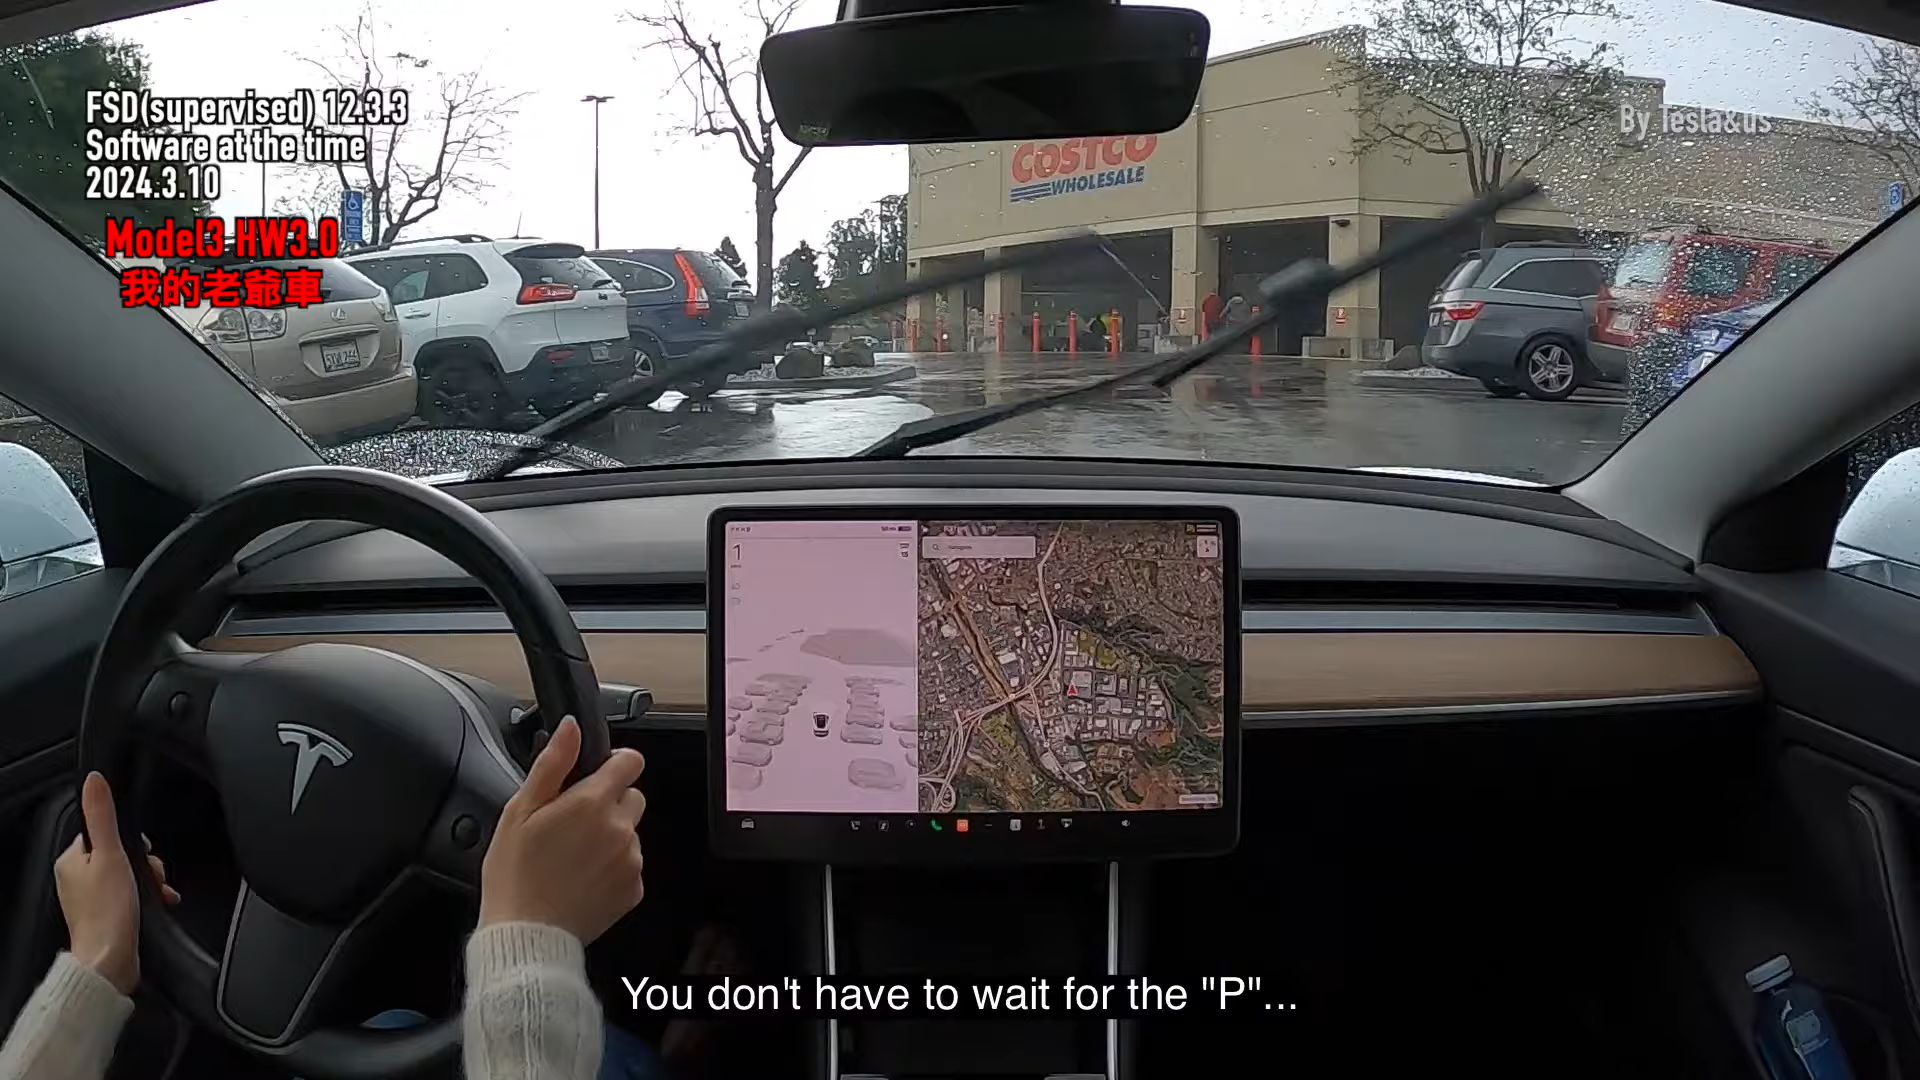 FSD(supervised) 12.3.3
Software at the time
2024.3.10
Model3 HW3.0
我的老爺車
By Tesla&us
COSTCO
WHOLESALE
1
You don't have to wait for the "P"...